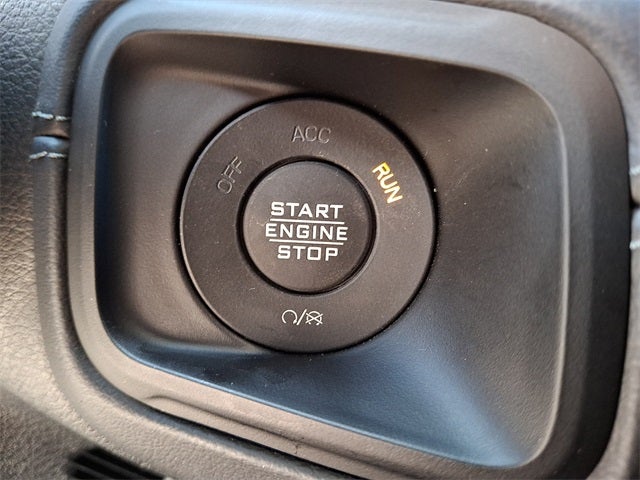 ACC
OFF
RUN
START
ENGINE
STOP